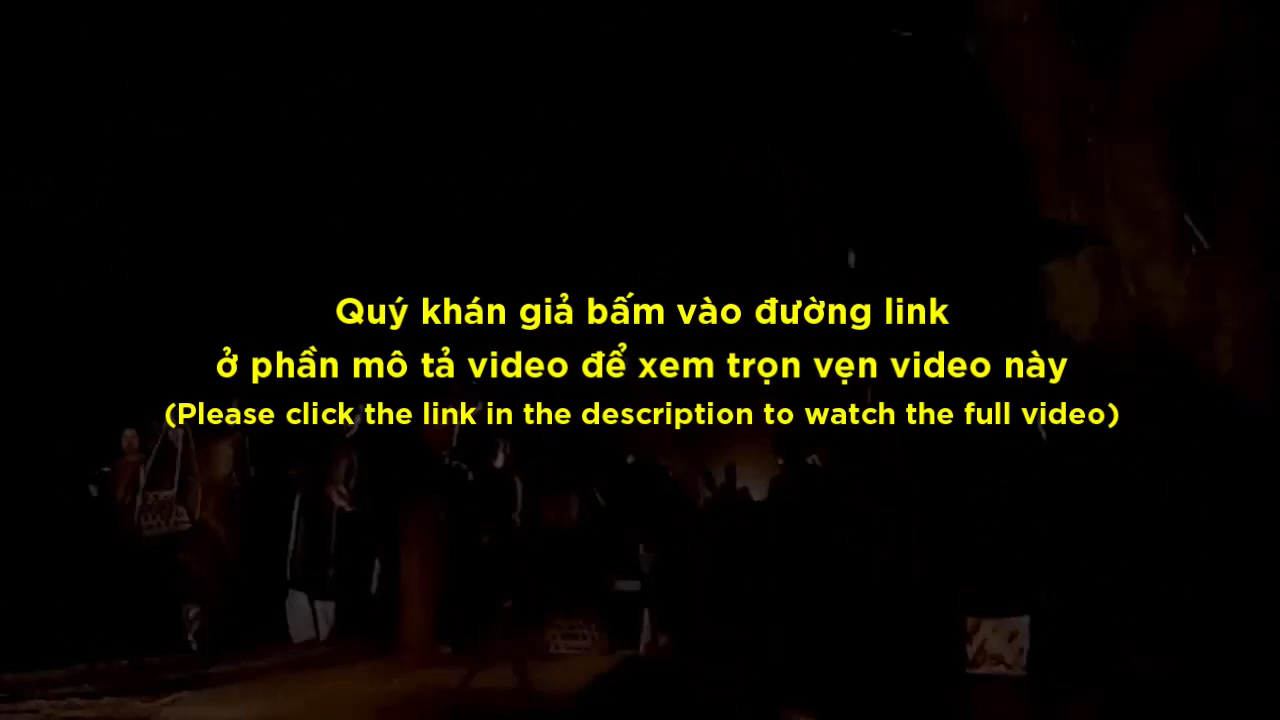 Quý khán giả bấm vào đường link
ở phần mô tả video để xem trọn vẹn video này
(Please click the link in the description to watch the full video)